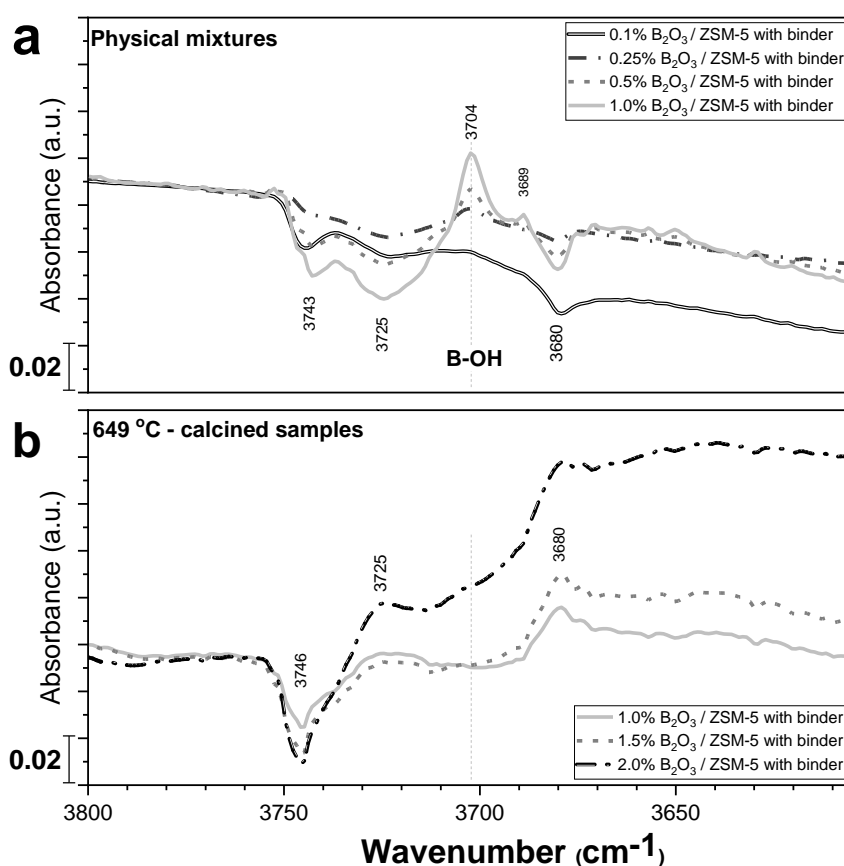 a
Physical mixtures
0.1% B₂O₃ / ZSM-5 with binder
0.25% B₂O₃ / ZSM-5 with binder
0.5% B₂O₃ / ZSM-5 with binder
1.0% B₂O₃ / ZSM-5 with binder
Absorbance (a.u.)
3704
3689
3743
3725
3680
B-OH
0.02
b
649 °C - calcined samples
Absorbance (a.u.)
3725
3680
3746
1.0% B₂O₃ / ZSM-5 with binder
1.5% B₂O₃ / ZSM-5 with binder
2.0% B₂O₃ / ZSM-5 with binder
0.02
3800 3750 3700 3650
Wavenumber (cm⁻¹)